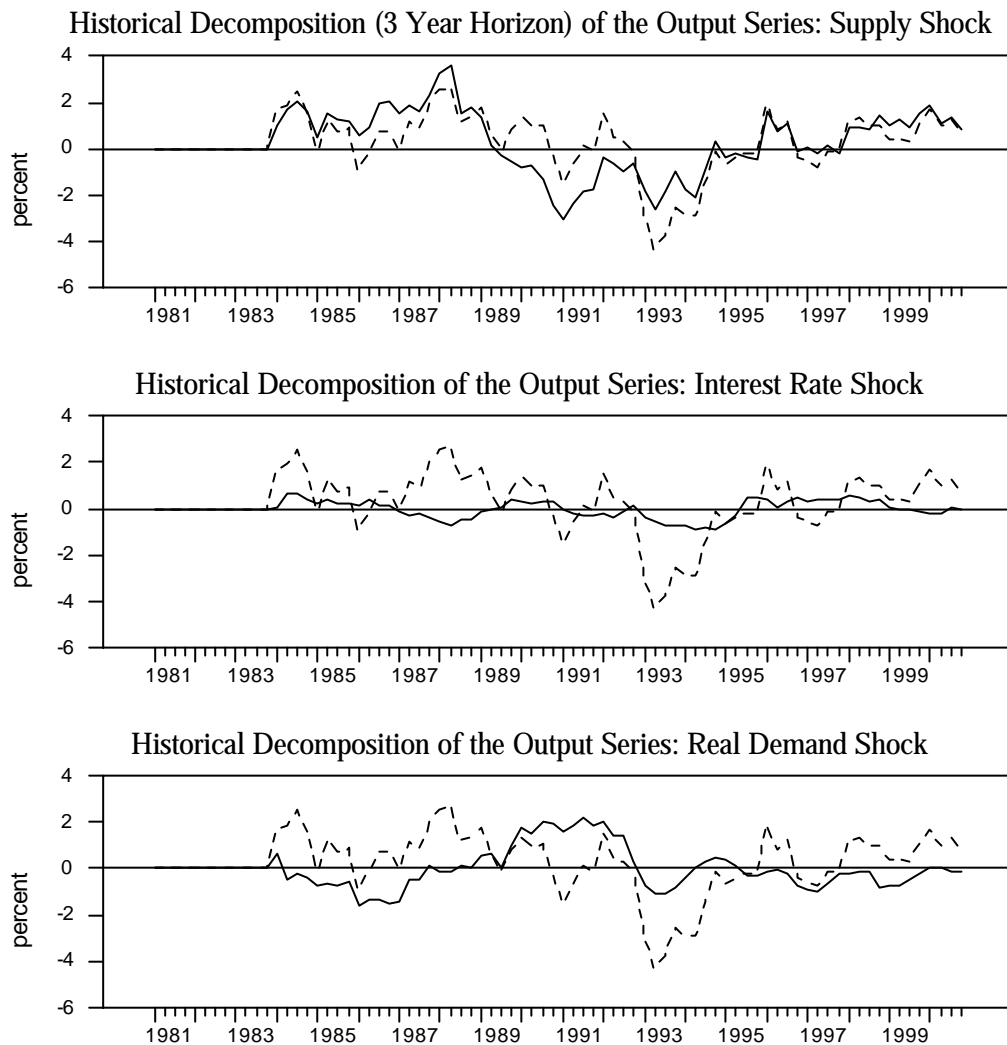 Historical Decomposition (3 Year Horizon) of the Output Series: Supply Shock
4
2
0
-2
-4
-6
percent
1981 1983 1985 1987 1989 1991 1993 1995 1997 1999
Historical Decomposition of the Output Series: Interest Rate Shock
4
2
0
-2
-4
-6
percent
1981 1983 1985 1987 1989 1991 1993 1995 1997 1999
Historical Decomposition of the Output Series: Real Demand Shock
4
2
0
-2
-4
-6
percent
1981 1983 1985 1987 1989 1991 1993 1995 1997 1999